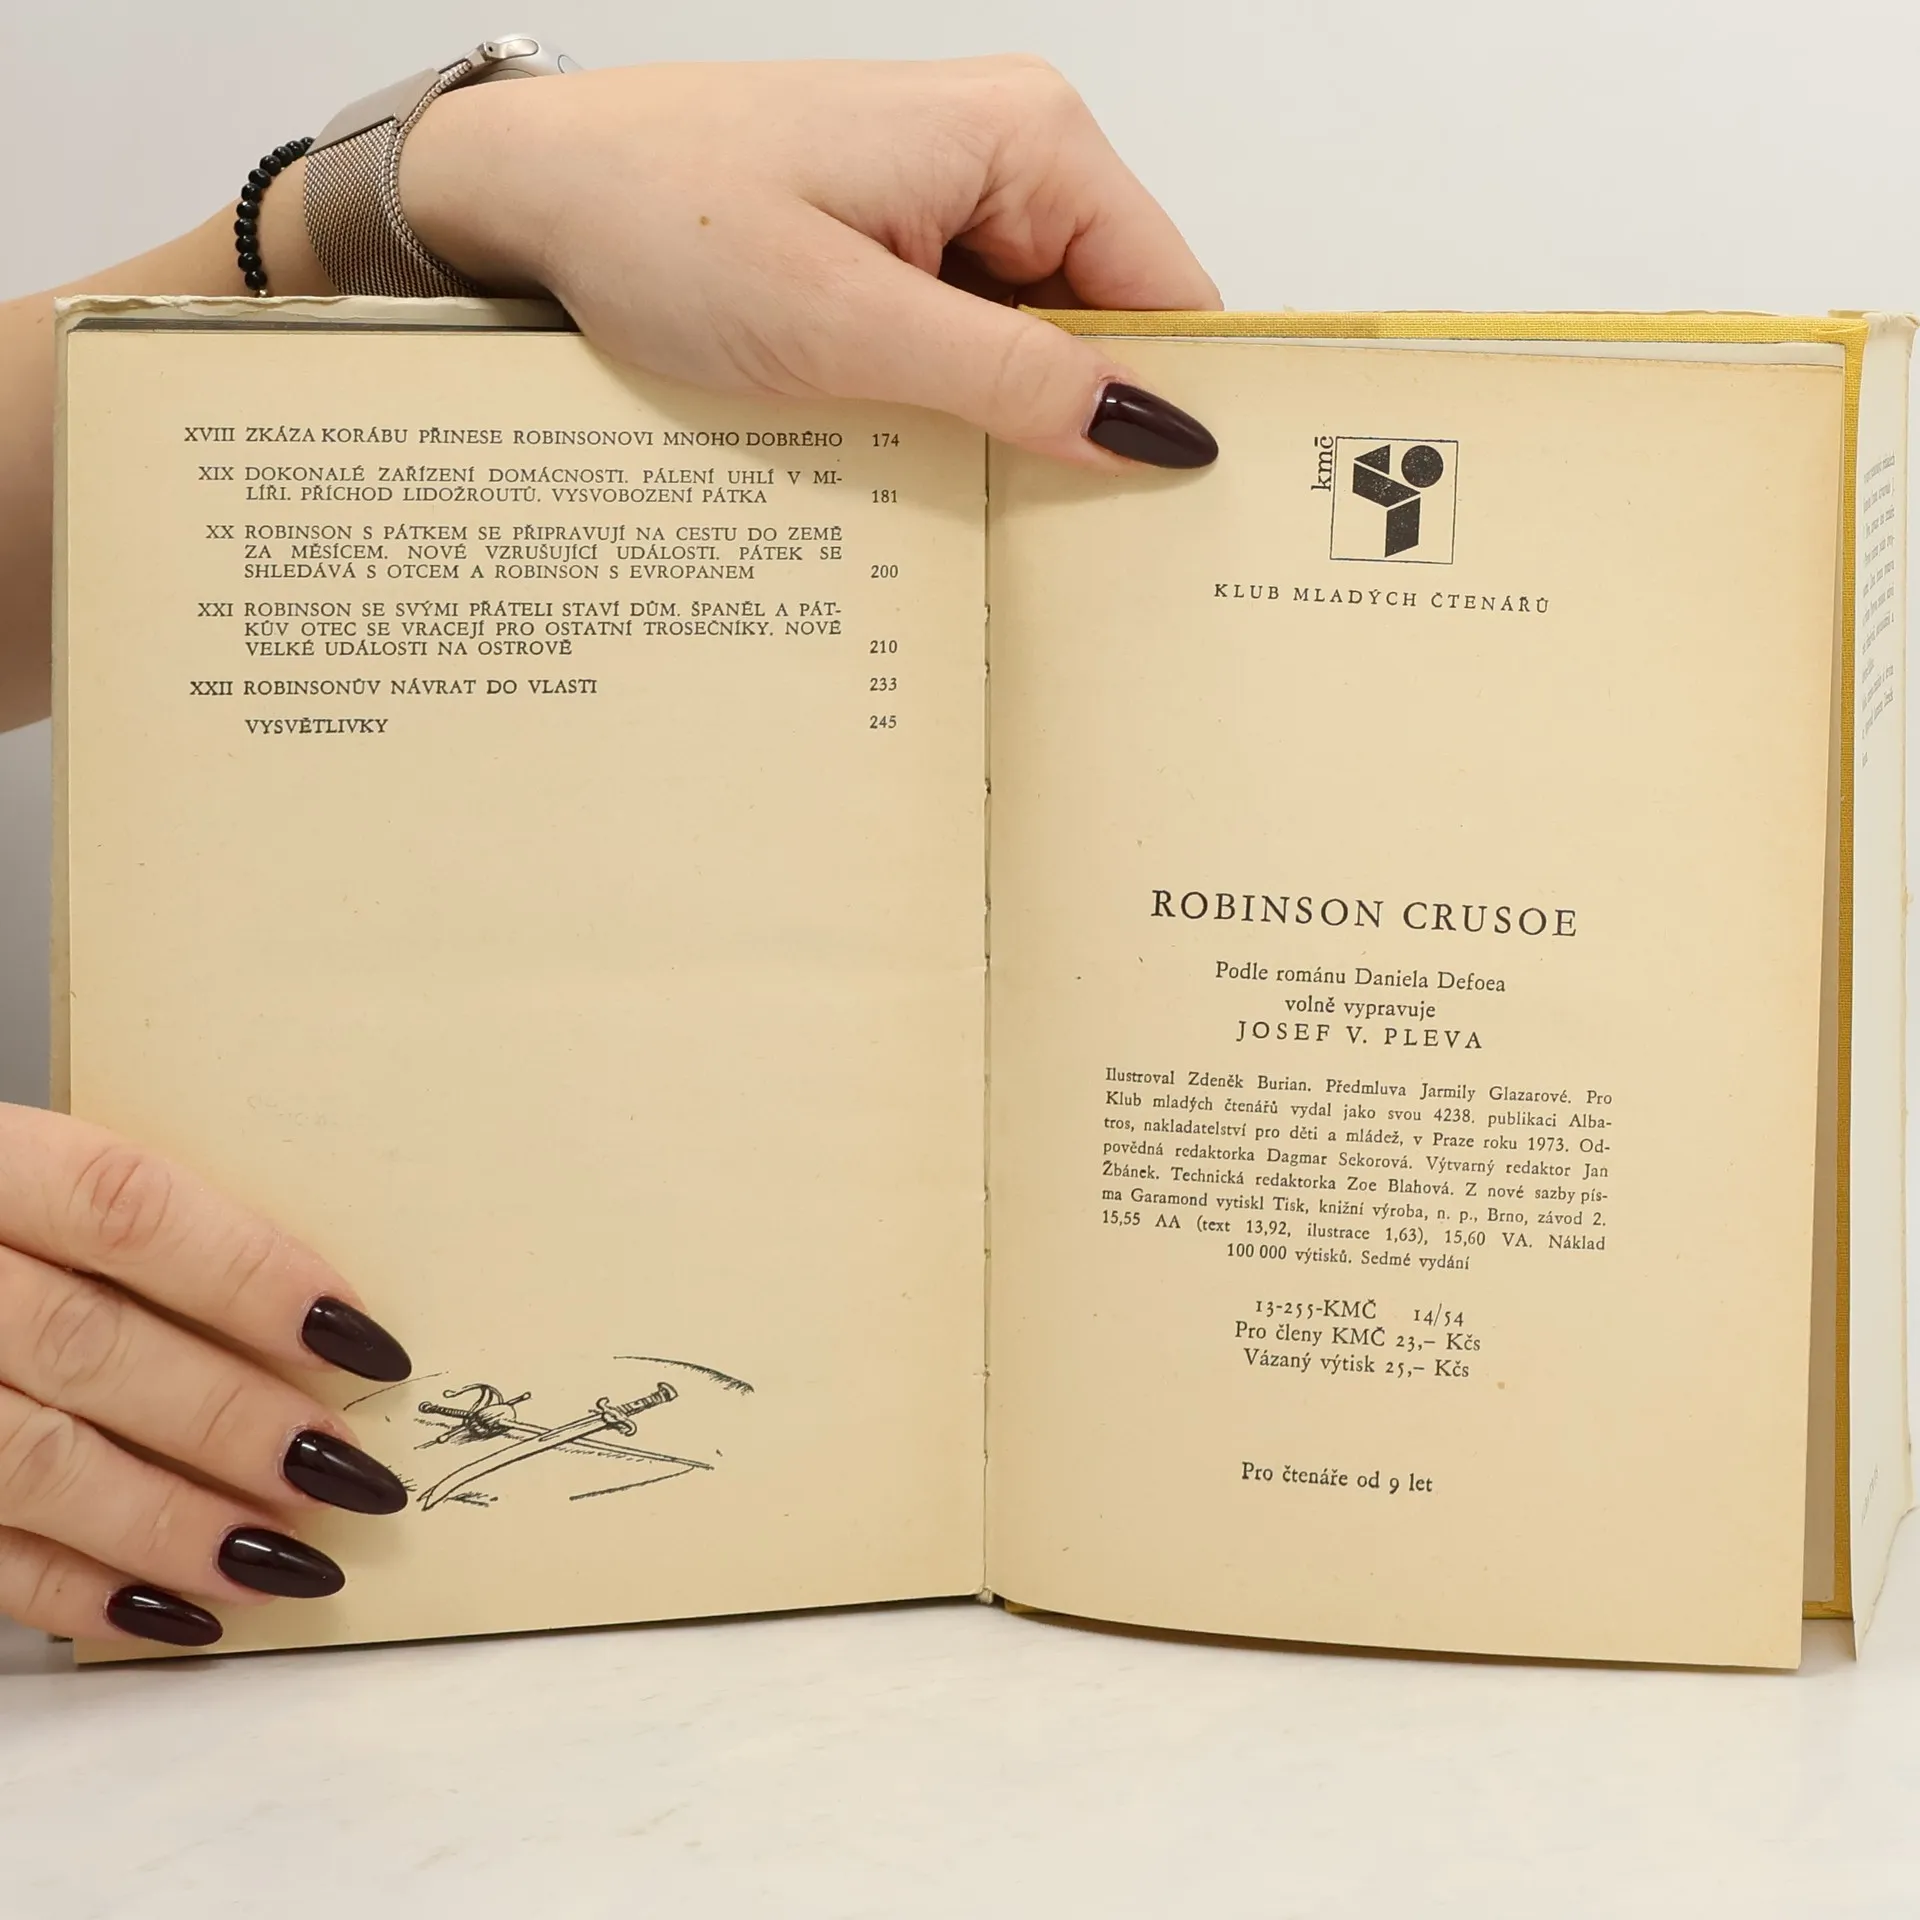 XVIII ZKÁZA KORÁBU PŘINESE ROBINSONOVI MNOHO DOBRÉHO 174
XIX DOKONALÉ ZAŘÍZENÍ DOMÁCNOSTI. PÁLENÍ UHLÍ V MI-
LÍŘI. PŘÍCHOD LIDOŽROUTŮ. VYSVOBOZENÍ PÁTKA 181
XX ROBINSON S PÁTKEM SE PŘIPRAVUJÍ NA CESTU DO ZEMĚ
ZA MĚSÍCEM. NOVÉ VZRUŠUJÍCÍ UDÁLOSTI. PÁTEK SE
SHLEDÁVÁ S OTCEM A ROBINSON S EVROPANEM 200
XXI ROBINSON SE SVÝMI PŘÁTELI STAVÍ DŮM. ŠPANĚL A PÁT-
KŮV OTEC SE VRACEJÍ PRO OSTATNÍ TROSEČNÍKY. NOVÉ
VELKÉ UDÁLOSTI NA OSTROVĚ 210
XXII ROBINSONŮV NÁVRAT DO VLASTI 233
VYSVĚTLIVKY 245
kmč
KLUB MLADÝCH ČTENÁŘŮ
ROBINSON CRUSOE
Podle románu Daniela Defoea
volně vypravuje
JOSEF V. PLEVA
Ilustroval Zdeněk Burian. Předmluva Jarmily Glazarové. Pro
Klub mladých čtenářů vydal jako svou 4238. publikaci Alba-
tros, nakladatelství pro děti a mládež, v Praze roku 1973. Od-
povědná redaktorka Dagmar Sekorová. Výtvarný redaktor Jan
Žbánek. Technická redaktorka Zoe Blahová. Z nové sazby pís-
ma Garamond vytiskl Tisk, knižní výroba, n. p., Brno, závod 2.
15,55 AA (text 13,92, ilustrace 1,63), 15,60 VA. Náklad
100 000 výtisků. Sedmé vydání
13-255-KMČ 14/54
Pro členy KMČ 23,– Kčs
Vázaný výtisk 25,– Kčs
Pro čtenáře od 9 let